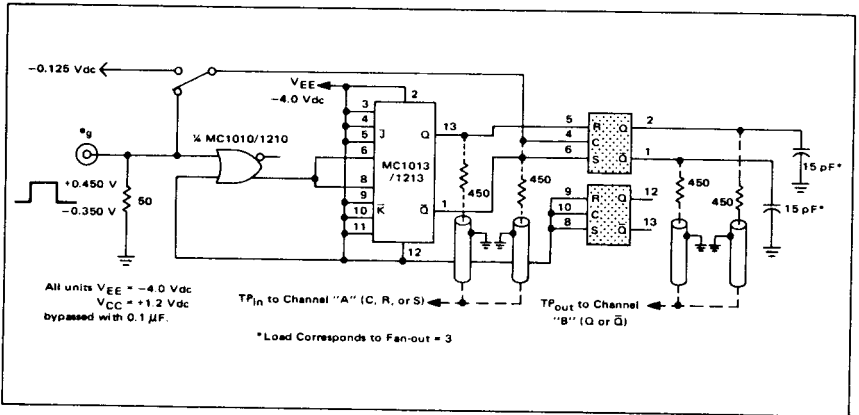 −0.125 Vdc
VEE
−4.0 Vdc
2
3
4
5
J̄
Q
13
6
MC1013
/1213
8
9
10
K̄
Q̄
1
11
12
*g
¼ MC1010/1210
+0.450 V
−0.350 V
50
5
R
Q
2
4
C
6
S
Q̄
1
450
450
9
R
Q
12
10
C
8
S
Q̄
13
450
450
15 pF*
15 pF*
All units VEE = −4.0 Vdc
VCC = +1.2 Vdc
bypassed with 0.1 µF.
TPin to Channel "A" (C, R, or S)
TPout to Channel
"B" (Q or Q̄)
*Load Corresponds to Fan-out = 3